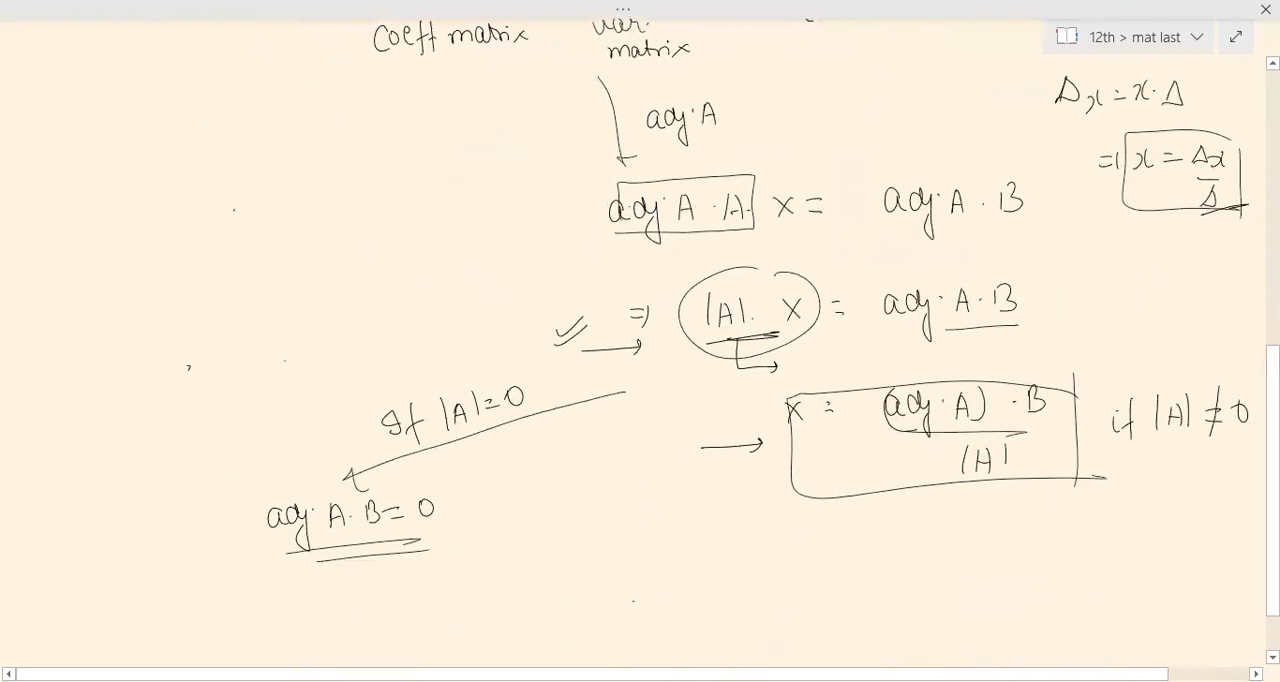 ...
12th > mat last
Coeff matrix var. matrix
Δx = x·Δ
adj·A
=) x = Δx/Δ
adj A · A. X = adj·A . B
=) |A|. X = adj· A · B
If |A|=0
X = (adj·A) · B / |A| if |A| ≠ 0
adj· A· B = 0